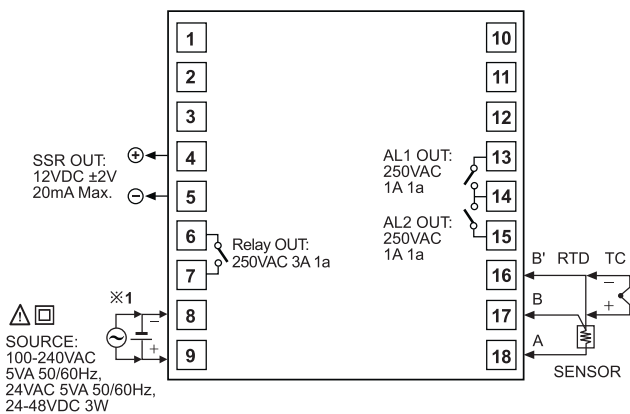 1
2
3
4
5
6
7
8
9
10
11
12
13
14
15
16
17
18
SSR OUT:
12VDC ±2V
20mA Max.
+
−
Relay OUT:
250VAC 3A 1a
※1
−
+
SOURCE:
100-240VAC
5VA 50/60Hz,
24VAC 5VA 50/60Hz,
24-48VDC 3W
AL1 OUT:
250VAC
1A 1a
AL2 OUT:
250VAC
1A 1a
B' RTD TC
−
+
B
A
SENSOR